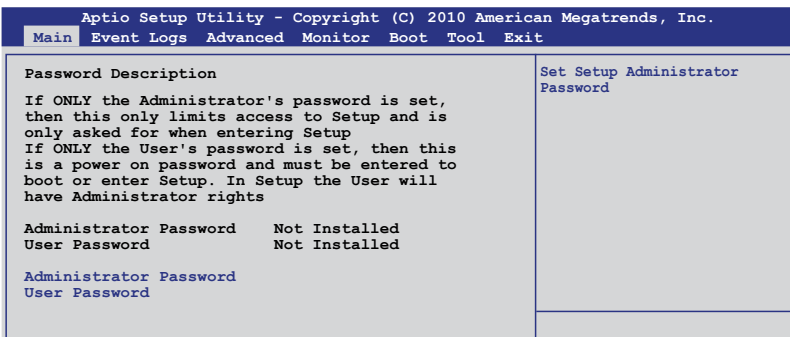 Aptio Setup Utility - Copyright (C) 2010 American Megatrends, Inc.
Main Event Logs Advanced Monitor Boot Tool Exit
Password Description
If ONLY the Administrator's password is set,
then this only limits access to Setup and is
only asked for when entering Setup
If ONLY the User's password is set, then this
is a power on password and must be entered to
boot or enter Setup. In Setup the User will
have Administrator rights
Administrator Password Not Installed
User Password Not Installed
Administrator Password
User Password
Set Setup Administrator
Password